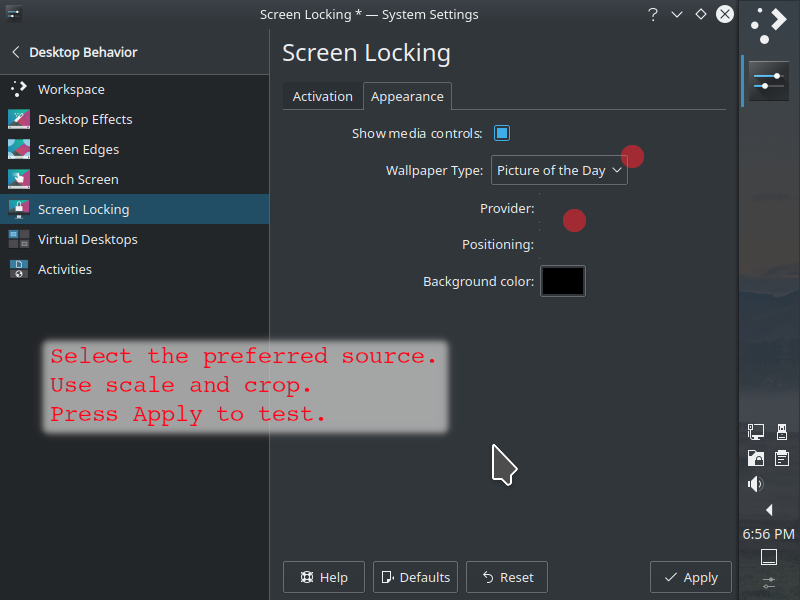 Screen Locking * — System Settings
Desktop Behavior
Workspace
Desktop Effects
Screen Edges
Touch Screen
Screen Locking
Virtual Desktops
Activities
Screen Locking
Activation
Appearance
Show media controls:
Wallpaper Type: Picture of the Day
Provider:
Positioning:
Background color:
Select the preferred source.
Use scale and crop.
Press Apply to test.
Help
Defaults
Reset
Apply
6:56 PM